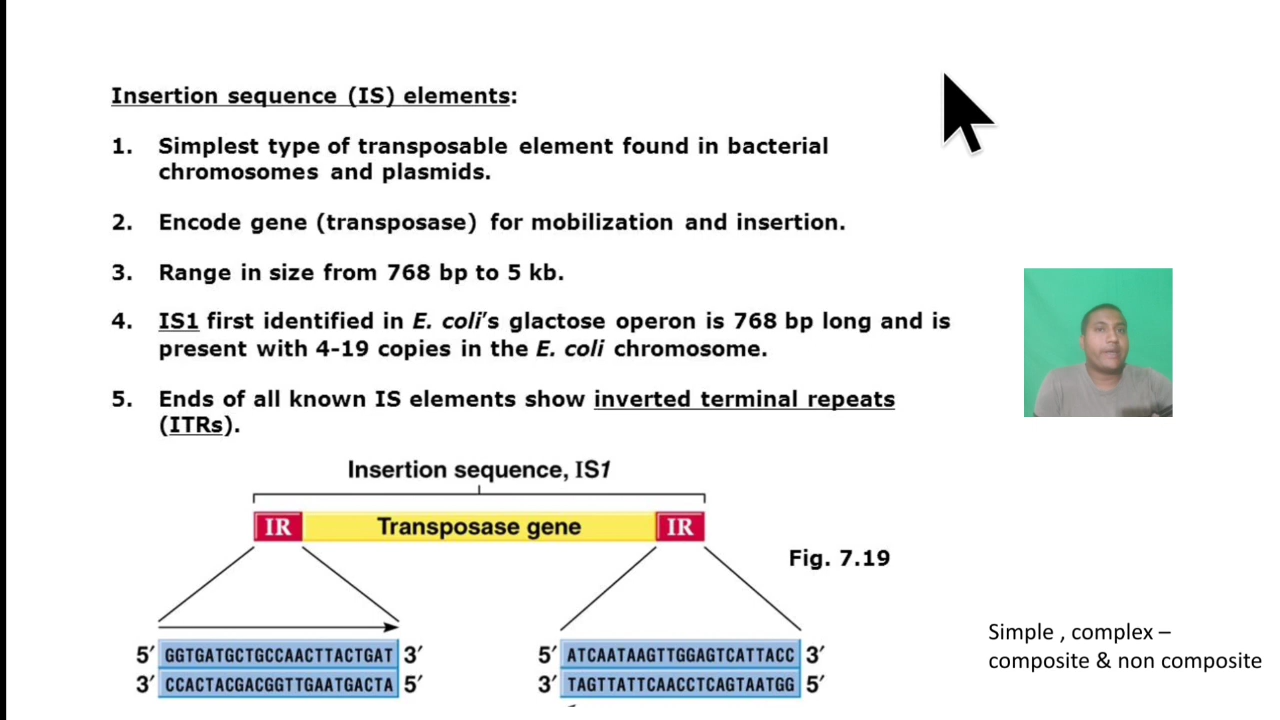 Insertion sequence (IS) elements:
1. Simplest type of transposable element found in bacterial
chromosomes and plasmids.
2. Encode gene (transposase) for mobilization and insertion.
3. Range in size from 768 bp to 5 kb.
4. IS1 first identified in E. coli's glactose operon is 768 bp long and is
present with 4-19 copies in the E. coli chromosome.
5. Ends of all known IS elements show inverted terminal repeats
(ITRs).
Insertion sequence, IS1
IR Transposase gene IR
Fig. 7.19
5′ GGTGATGCTGCCAACTTACTGAT 3′
3′ CCACTACGACGGTTGAATGACTA 5′
5′ ATCAATAAGTTGGAGTCATTACC 3′
3′ TAGTTATTCAACCTCAGTAATGG 5′
Simple , complex –
composite & non composite